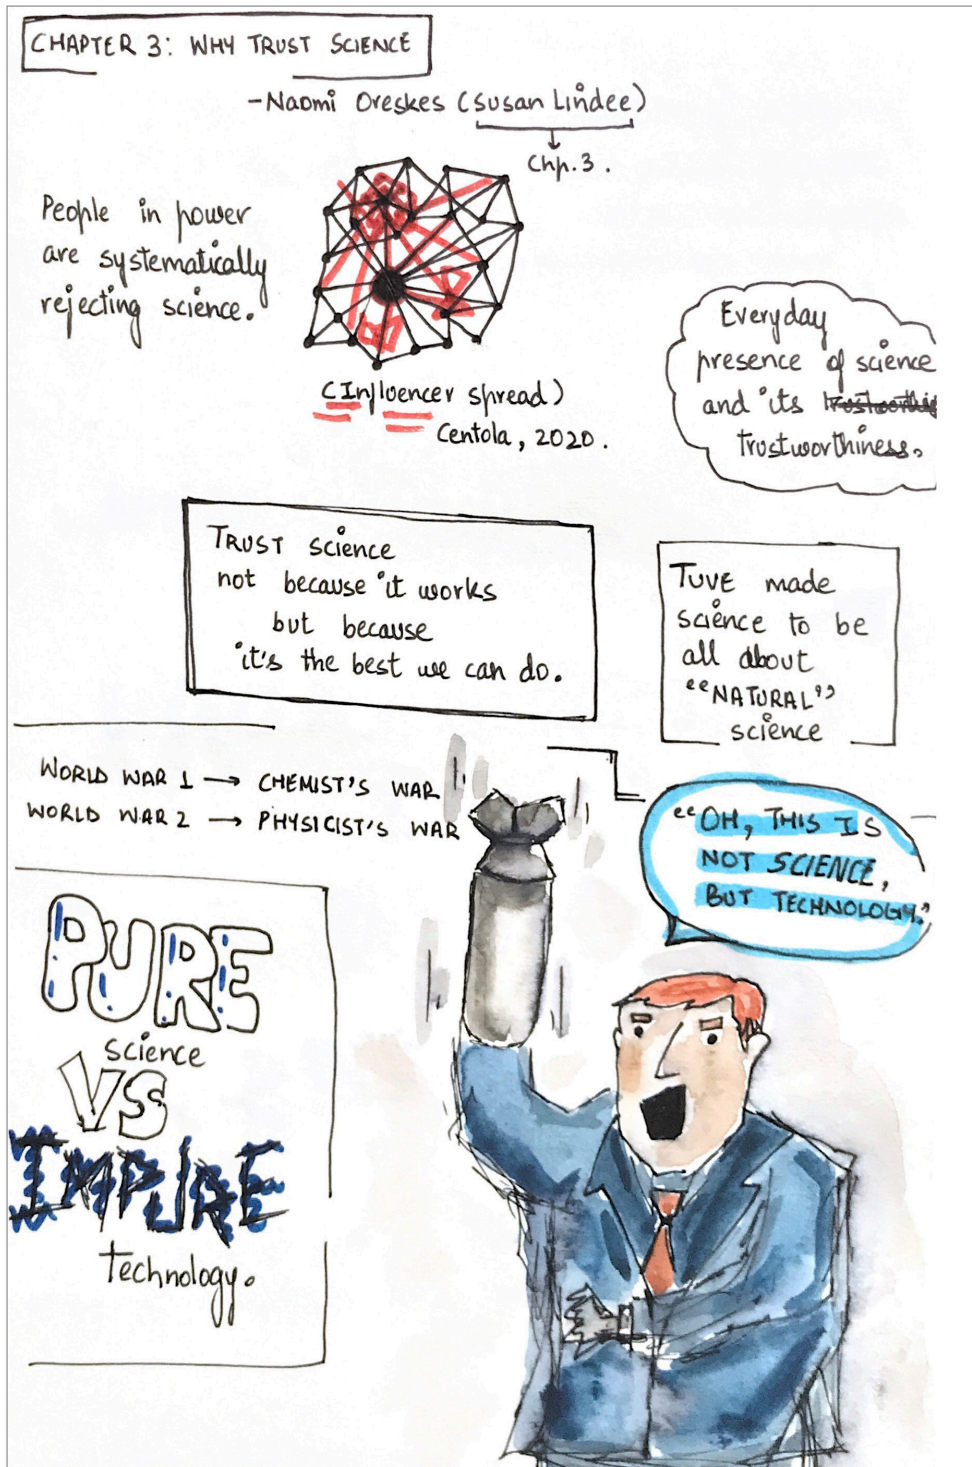 CHAPTER 3: WHY TRUST SCIENCE
-Naomi Oreskes (Susan Lindee)
Chp. 3.
People in power
are systematically
rejecting science.
(Influencer spread)
Centola, 2020.
Everyday
presence of science
and its
trustworthiness.
TRUST science
not because it works
but because
it's the best we can do.
TUVE made
science to be
all about
"NATURAL"
science
WORLD WAR 1 → CHEMIST'S WAR
WORLD WAR 2 → PHYSICIST'S WAR
"OH, THIS IS
NOT SCIENCE,
BUT TECHNOLOGY."
PURE
science
VS
IMPURE
technology.